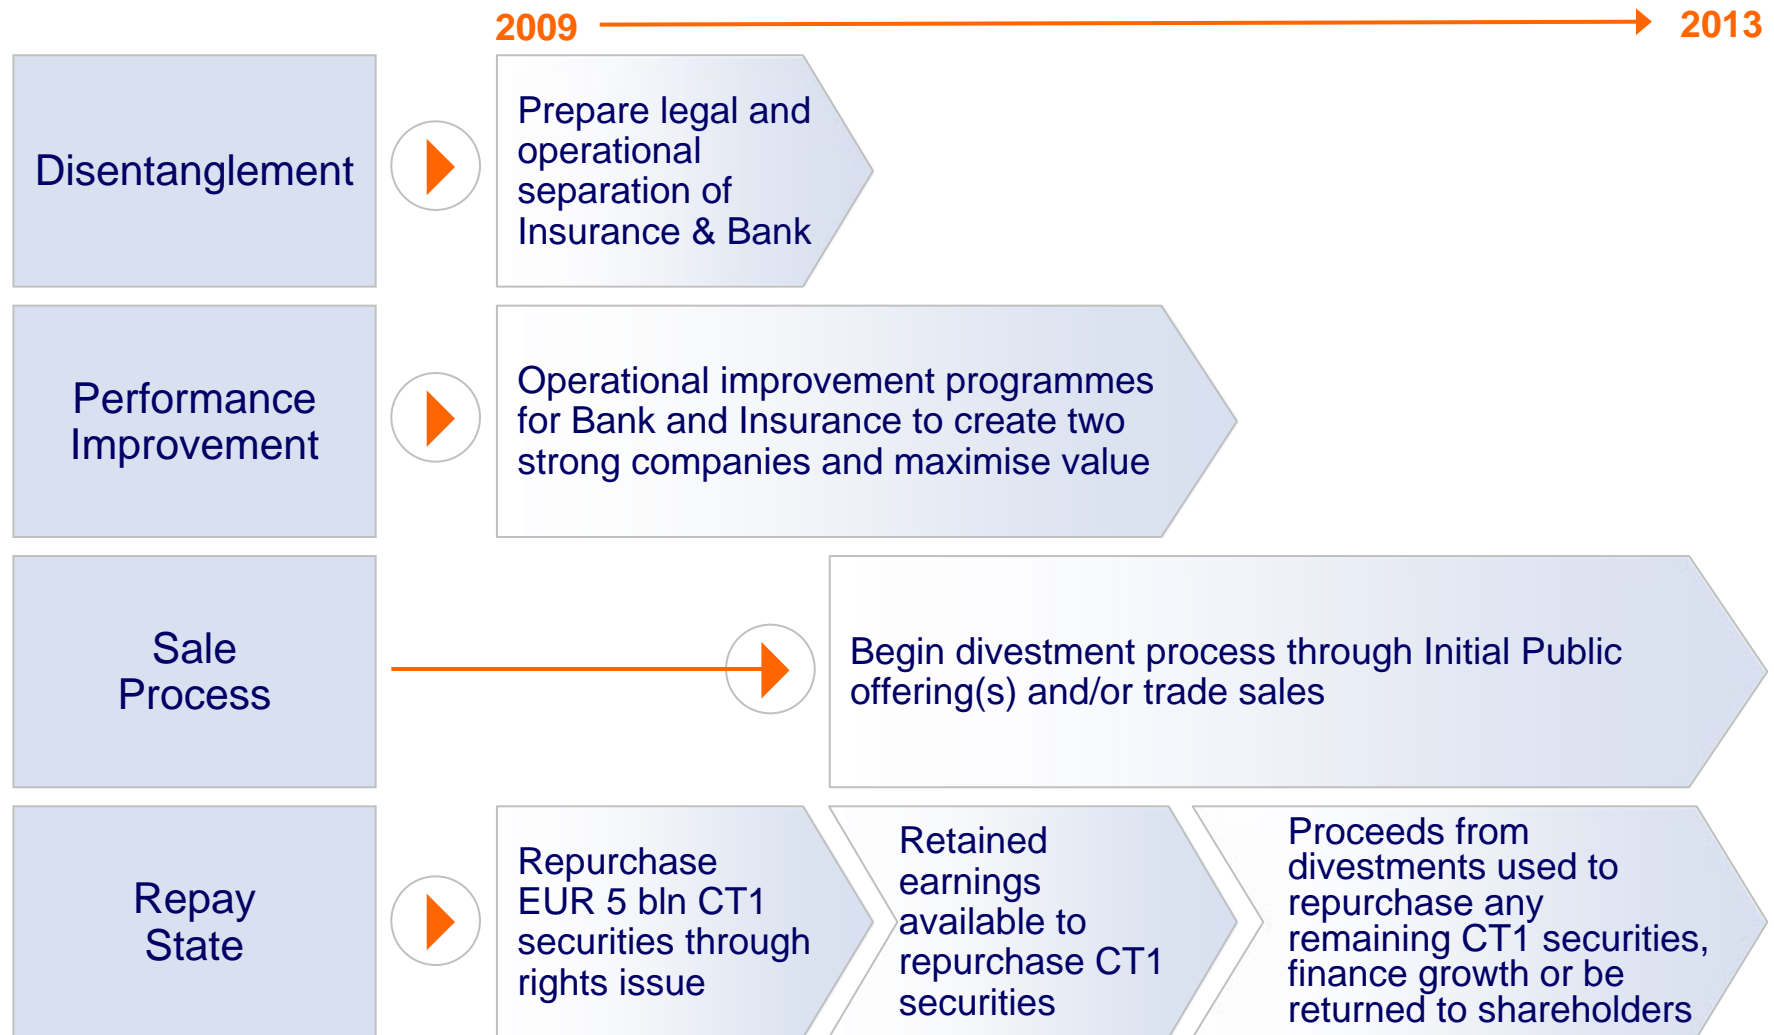 2009
2013
Disentanglement
Prepare legal and
operational
separation of
Insurance & Bank
Performance
Improvement
Operational improvement programmes
for Bank and Insurance to create two
strong companies and maximise value
Sale
Process
Begin divestment process through Initial Public
offering(s) and/or trade sales
Repay
State
Repurchase
EUR 5 bln CT1
securities through
rights issue
Retained
earnings
available to
repurchase CT1
securities
Proceeds from
divestments used to
repurchase any
remaining CT1 securities,
finance growth or be
returned to shareholders